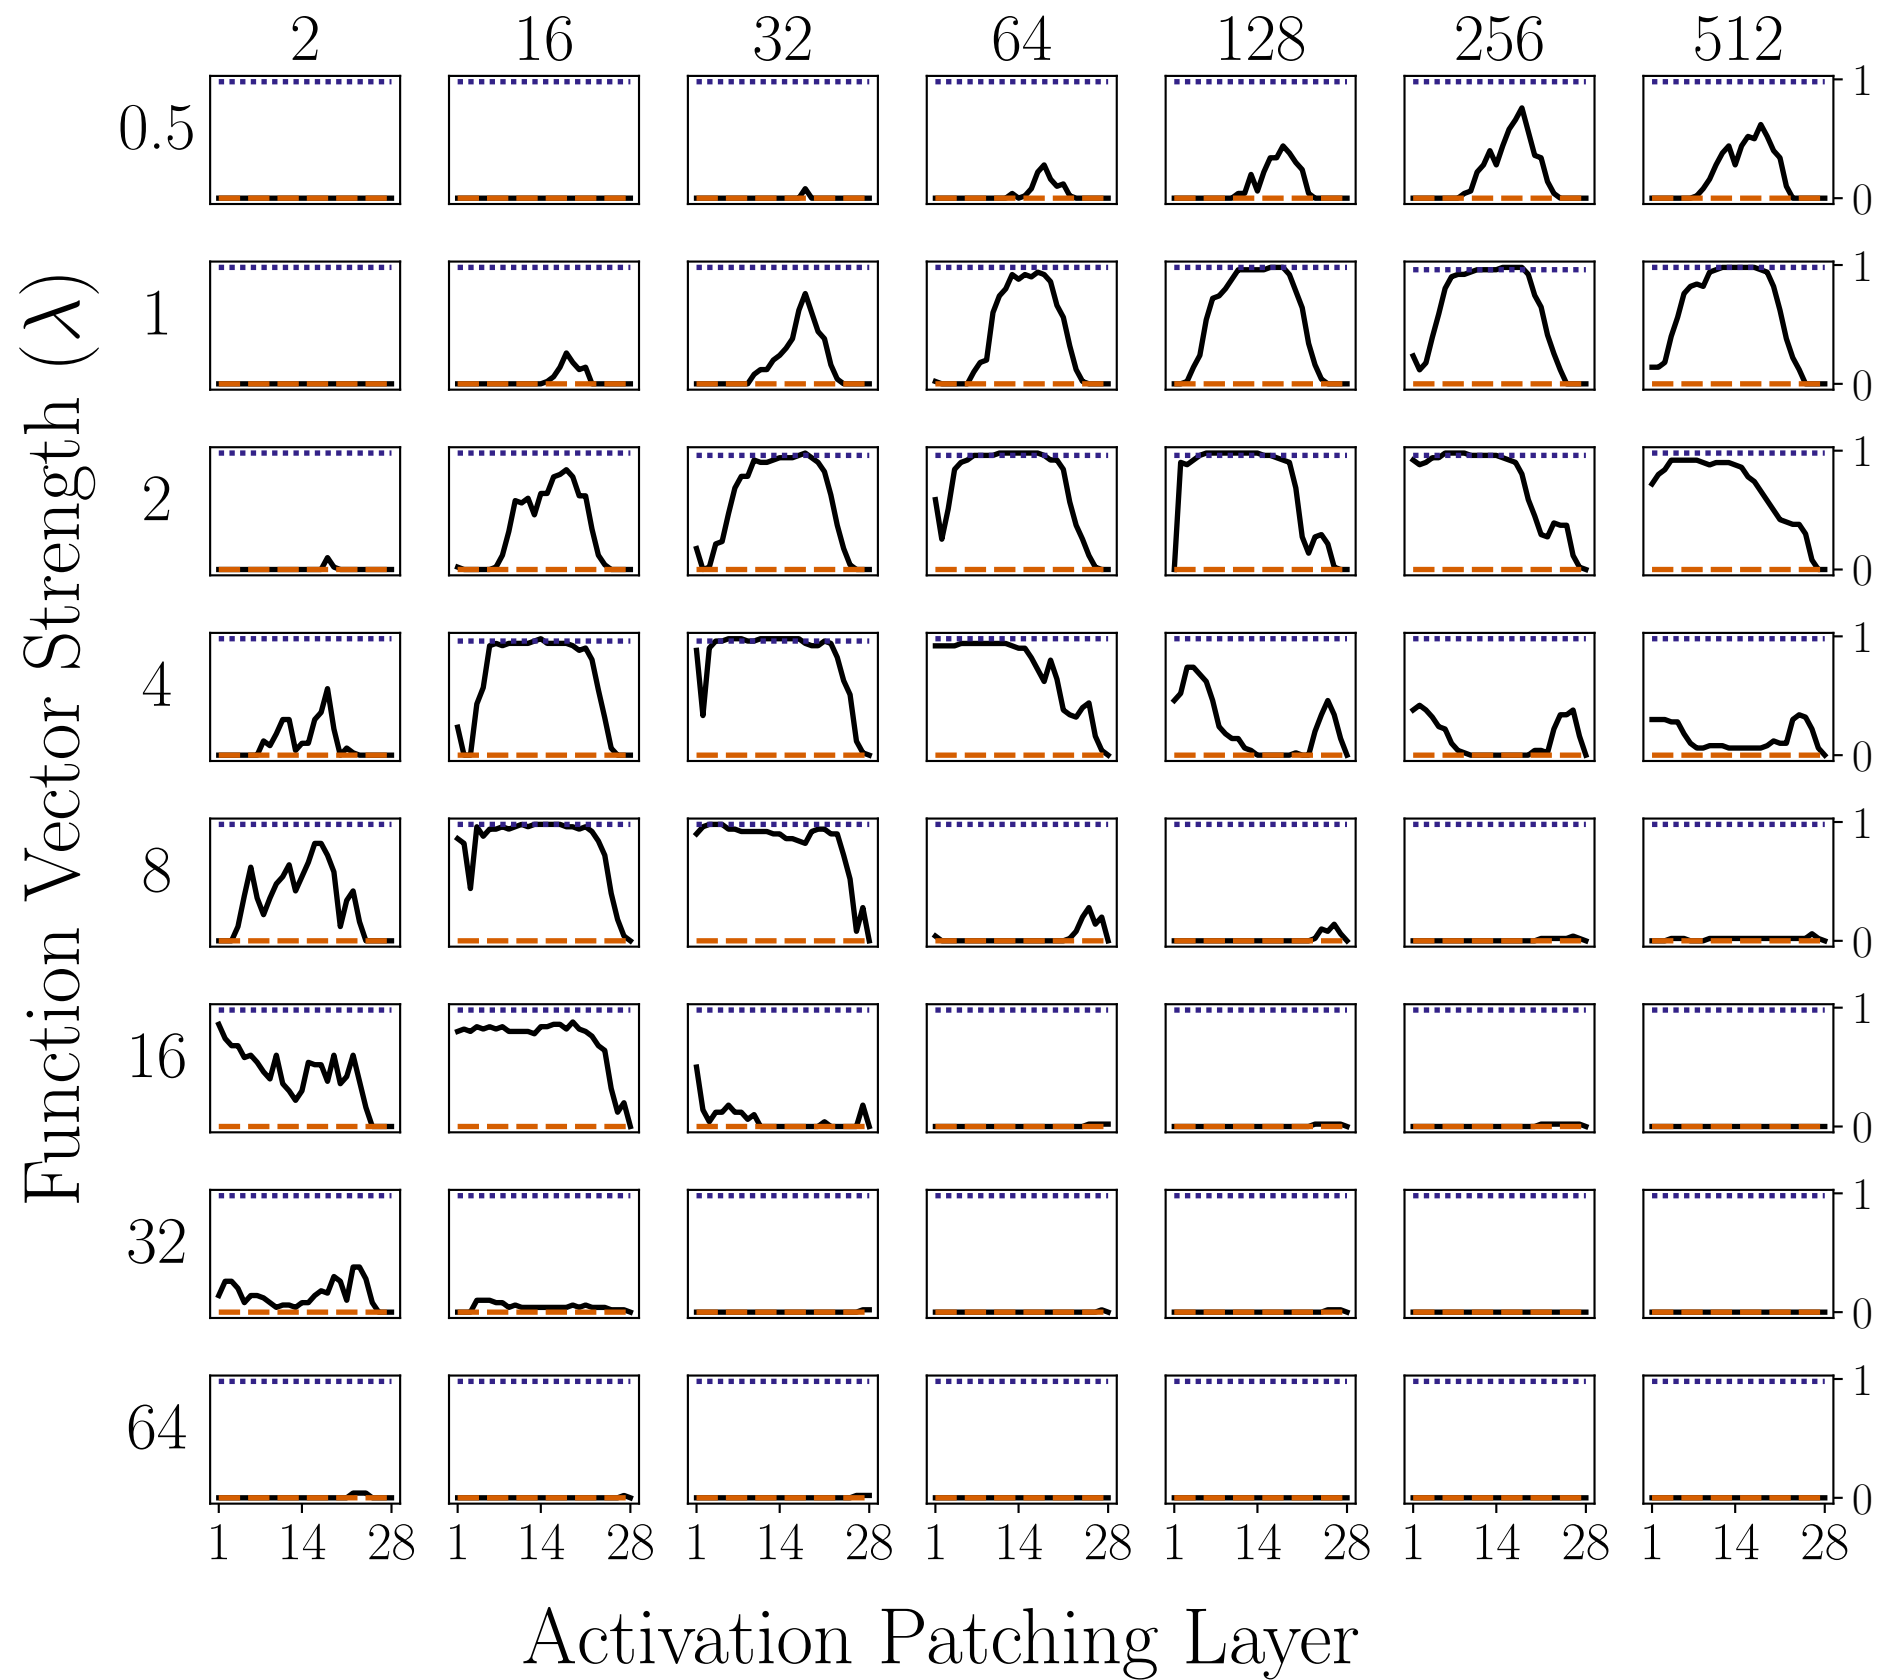 2 16 32 64 128 256 512
Function Vector Strength (λ)
0.5 1 0
1 1 0
2 1 0
4 1 0
8 1 0
16 1 0
32 1 0
64 1 0
1 14 28 1 14 28 1 14 28 1 14 28 1 14 28 1 14 28 1 14 28
Activation Patching Layer